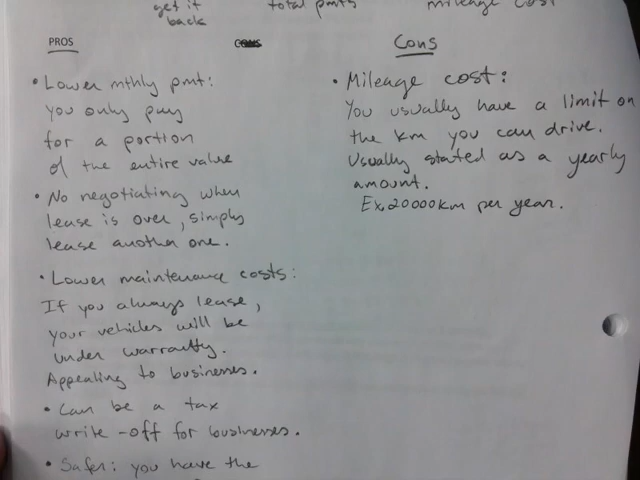 get it total pmts mileage cost
back
PROS Cons
• Lower mthly pmt:
you only pay
for a portion
of the entire value
• No negotiating when
lease is over, simply
lease another one.
• Lower maintenance costs:
If you always lease,
your vehicles will be
under warranty.
Appealing to businesses.
• Can be a tax
write-off for businesses.
• Safer: you have the
• Mileage cost:
You usually have a limit on
the km you can drive.
Usually stated as a yearly
amount.
Ex. 20000km per year.